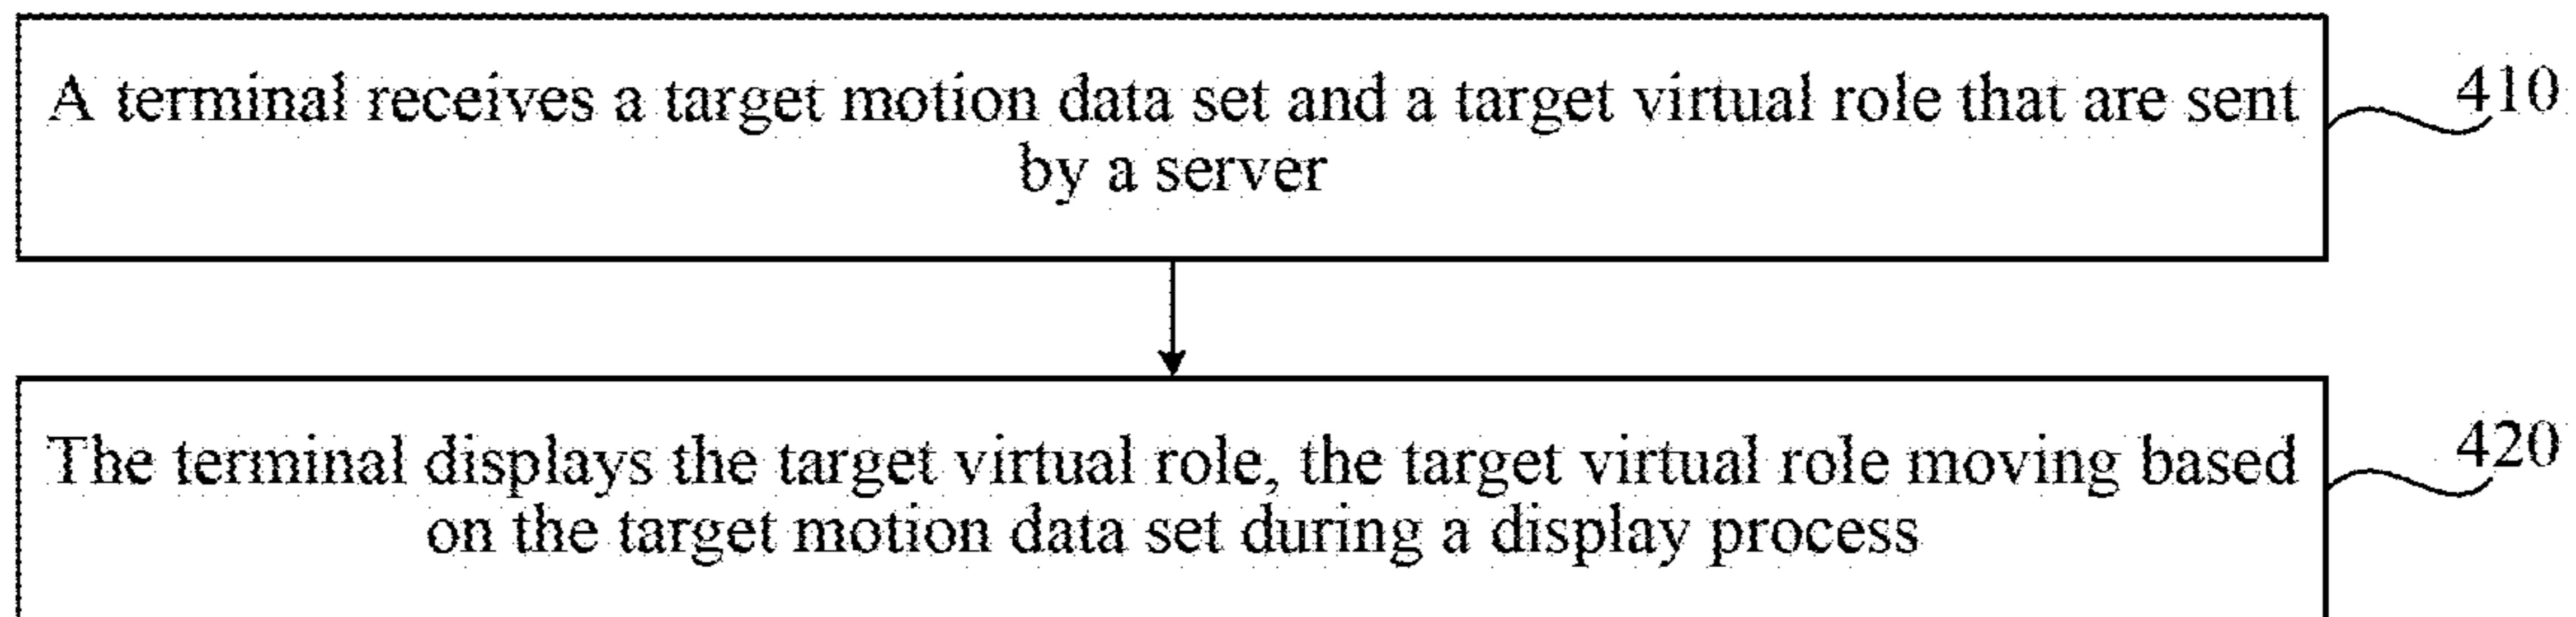 A terminal receives a target motion data set and a target virtual role that are sent
by a server
410
The terminal displays the target virtual role, the target virtual role moving based
on the target motion data set during a display process
420